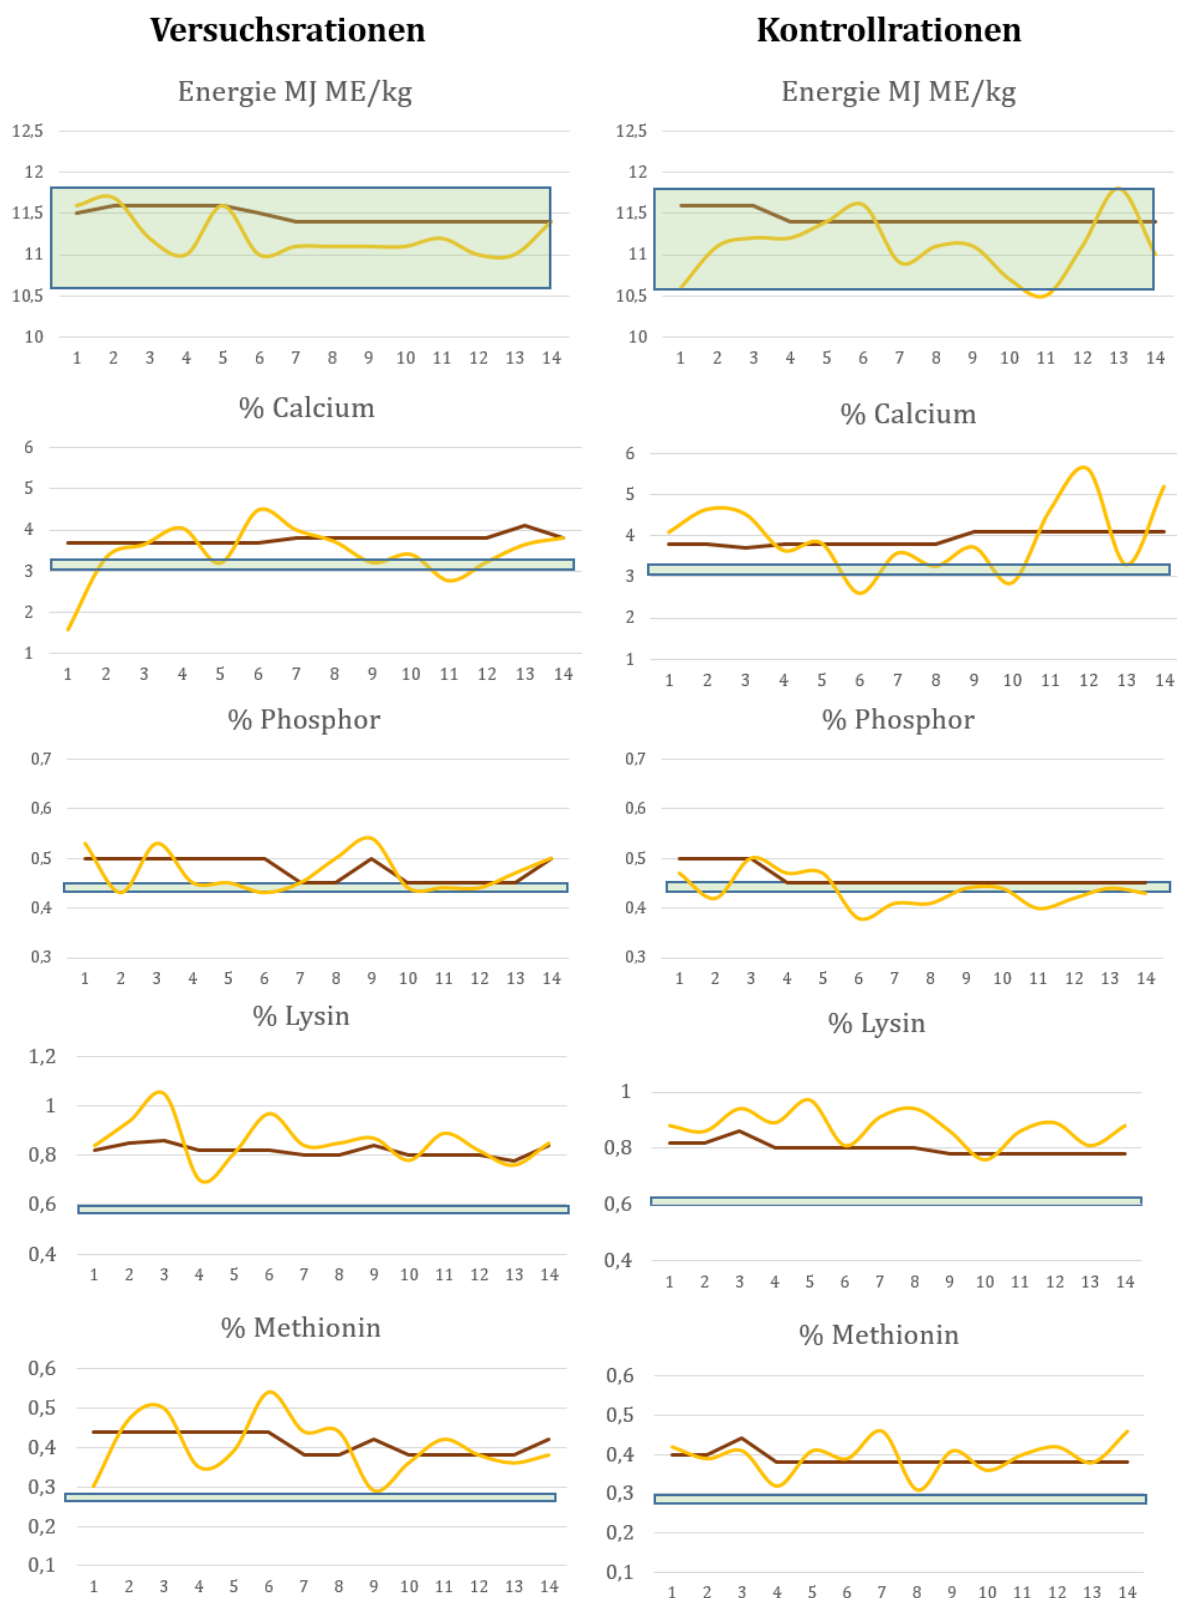 Versuchsrationen
Kontrollrationen
Energie MJ ME/kg
12,5
12
11,5
11
10,5
10
1 2 3 4 5 6 7 8 9 10 11 12 13 14
Energie MJ ME/kg
12,5
12
11,5
11
10,5
10
1 2 3 4 5 6 7 8 9 10 11 12 13 14
% Calcium
6
5
4
3
2
1
1 2 3 4 5 6 7 8 9 10 11 12 13 14
% Calcium
6
5
4
3
2
1
1 2 3 4 5 6 7 8 9 10 11 12 13 14
% Phosphor
0,7
0,6
0,5
0,4
0,3
1 2 3 4 5 6 7 8 9 10 11 12 13 14
% Phosphor
0,7
0,6
0,5
0,4
0,3
1 2 3 4 5 6 7 8 9 10 11 12 13 14
% Lysin
1,2
1
0,8
0,6
0,4
1 2 3 4 5 6 7 8 9 10 11 12 13 14
% Lysin
1
0,8
0,6
0,4
1 2 3 4 5 6 7 8 9 10 11 12 13 14
% Methionin
0,6
0,5
0,4
0,3
0,2
0,1
1 2 3 4 5 6 7 8 9 10 11 12 13 14
% Methionin
0,6
0,5
0,4
0,3
0,2
0,1
1 2 3 4 5 6 7 8 9 10 11 12 13 14